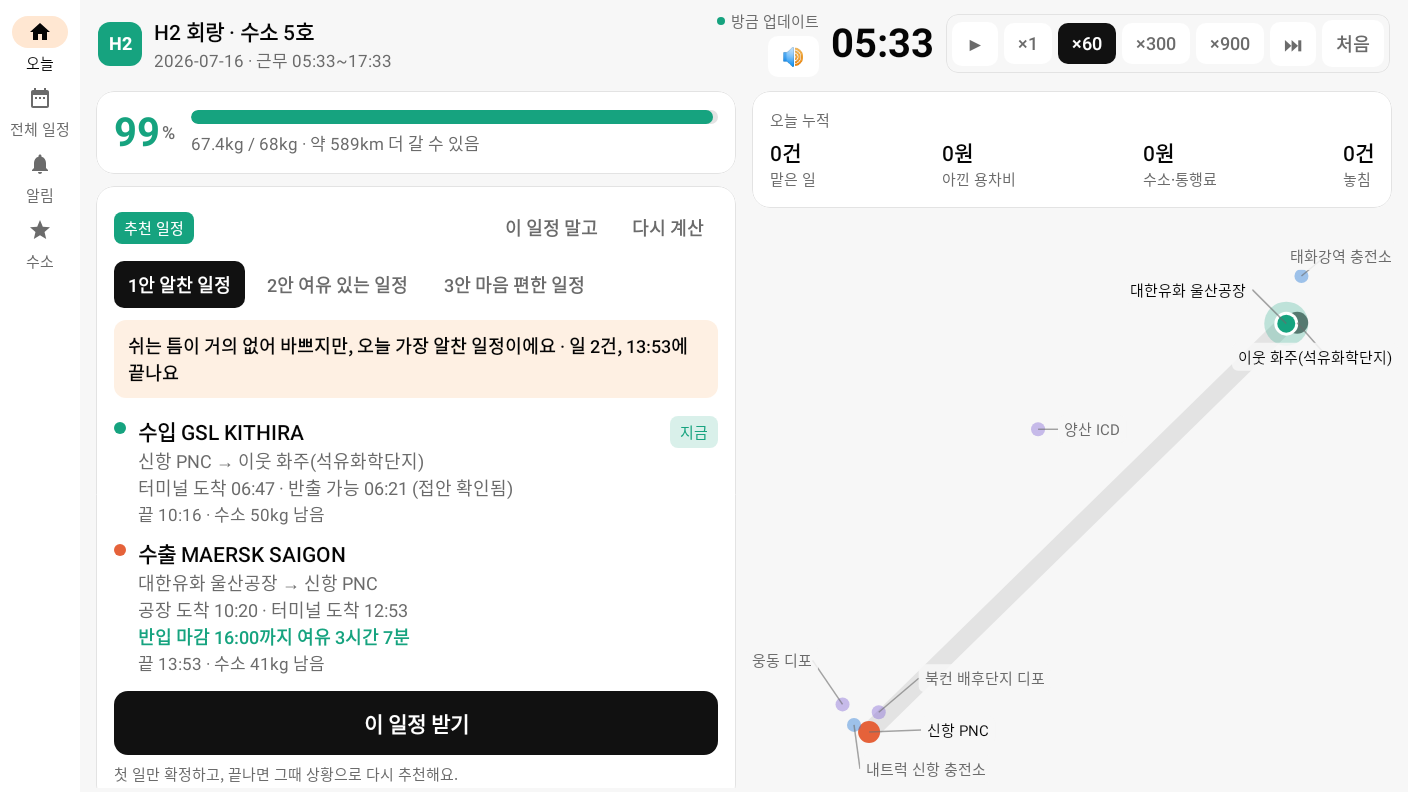 오늘
전체 일정
알림
수소
H2
H2 회랑 · 수소 5호
2026-07-16 · 근무 05:33~17:33
방금 업데이트
05:33
×1
×60
×300
×900
처음
99%
67.4kg / 68kg · 약 589km 더 갈 수 있음
추천 일정
이 일정 말고
다시 계산
1안 알찬 일정
2안 여유 있는 일정
3안 마음 편한 일정
쉬는 틈이 거의 없어 바쁘지만, 오늘 가장 알찬 일정이에요 · 일 2건, 13:53에
끝나요
수입 GSL KITHIRA
지금
신항 PNC → 이웃 화주(석유화학단지)
터미널 도착 06:47 · 반출 가능 06:21 (접안 확인됨)
끝 10:16 · 수소 50kg 남음
수출 MAERSK SAIGON
대한유화 울산공장 → 신항 PNC
공장 도착 10:20 · 터미널 도착 12:53
반입 마감 16:00까지 여유 3시간 7분
끝 13:53 · 수소 41kg 남음
이 일정 받기
첫 일만 확정하고, 끝나면 그때 상황으로 다시 추천해요.
오늘 누적
0건
0원
0원
0건
맡은 일
아낀 용차비
수소·통행료
놓침
태화강역 충전소
대한유화 울산공장
이웃 화주(석유화학단지)
양산 ICD
웅동 디포
북컨 배후단지 디포
신항 PNC
내트럭 신항 충전소